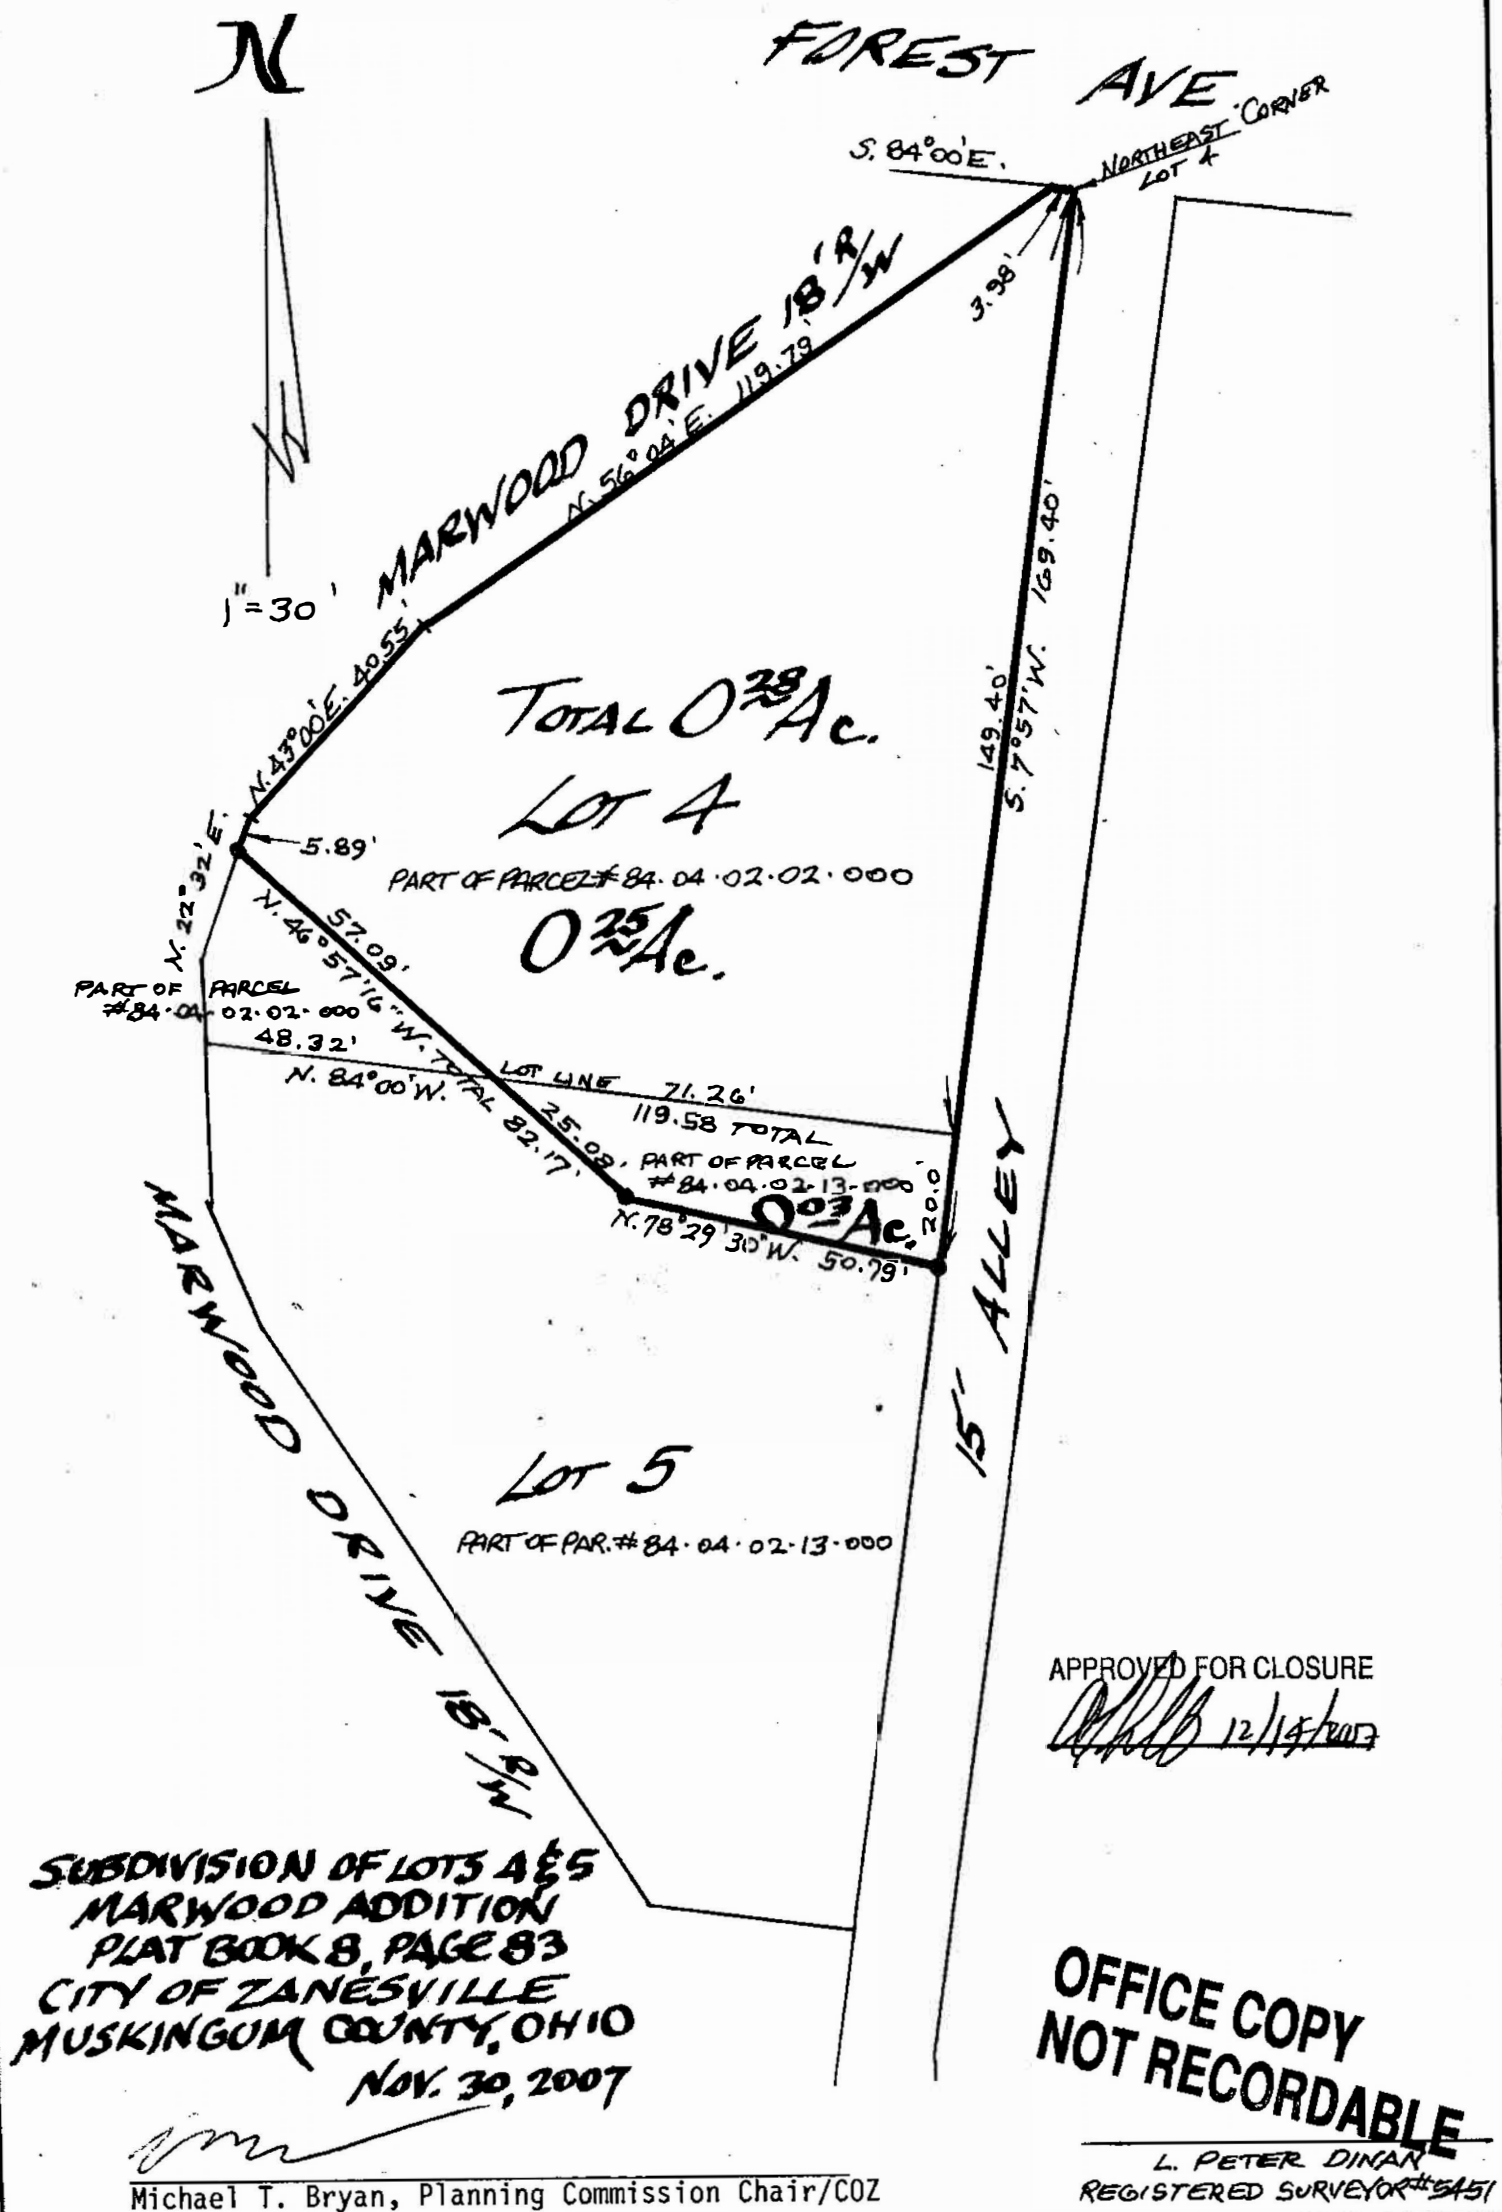 N
FOREST AVE
S. 84°00'E.
NORTHEAST CORNER
LOT 4
3.98'
MARWOOD DRIVE 18' R/W
N. 56°04'E. 119.79'
1"=30'
N. 43°00'E. 40.55'
169.40'
149.40'
S. 7°57'W.
TOTAL 0.28 Ac.
LOT 4
5.89'
N. 22°32'E.
PART OF PARCEL # 84-04-02-02-000
0.25 Ac.
57.09'
N. 46°57'16"W. TOTAL 82.17'
PART OF PARCEL
#84-04-02-02-000
48.32'
N. 84°00'W.
LOT LINE 71.26'
119.58 TOTAL
25.08'
PART OF PARCEL
#84-04-02-13-000
0.03 Ac.
20.0'
N. 78°29'30"W. 50.79'
15' ALLEY
MARWOOD DRIVE 18' R/W
LOT 5
PART OF PAR. # 84-04-02-13-000
APPROVED FOR CLOSURE
12/14/2007
SUBDIVISION OF LOTS 4 & 5
MARWOOD ADDITION
PLAT BOOK 8, PAGE 83
CITY OF ZANESVILLE
MUSKINGUM COUNTY, OHIO
NOV. 30, 2007
Michael T. Bryan, Planning Commission Chair/COZ
OFFICE COPY
NOT RECORDABLE
L. PETER DINAN
REGISTERED SURVEYOR #5451